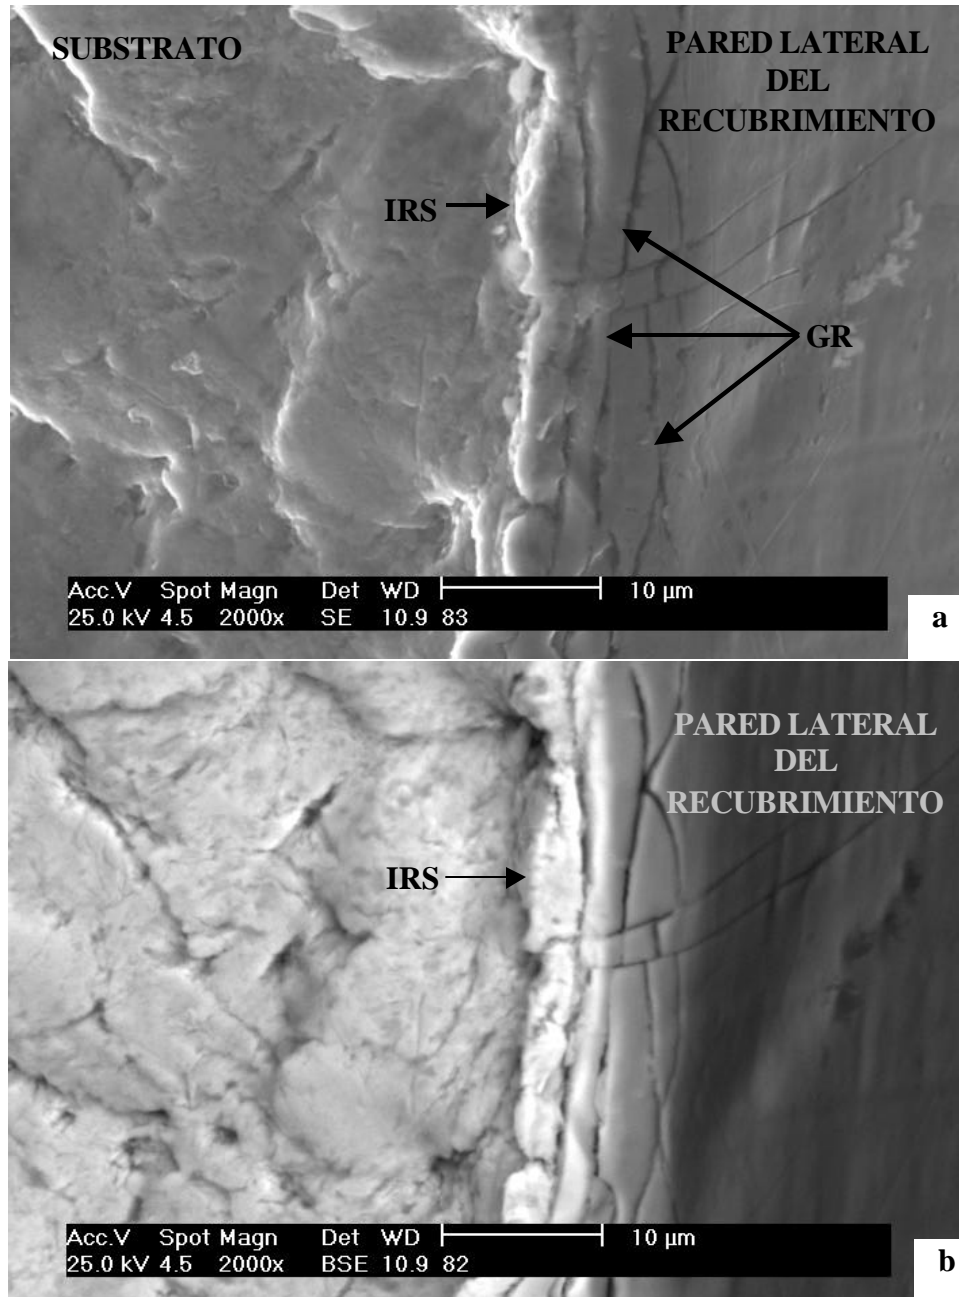 SUBSTRATO
PARED LATERAL
DEL
RECUBRIMIENTO
IRS
GR
Acc.V Spot Magn Det WD 10 µm
25.0 kV 4.5 2000x SE 10.9 83
a
PARED LATERAL
DEL
RECUBRIMIENTO
IRS
Acc.V Spot Magn Det WD 10 µm
25.0 kV 4.5 2000x BSE 10.9 82
b